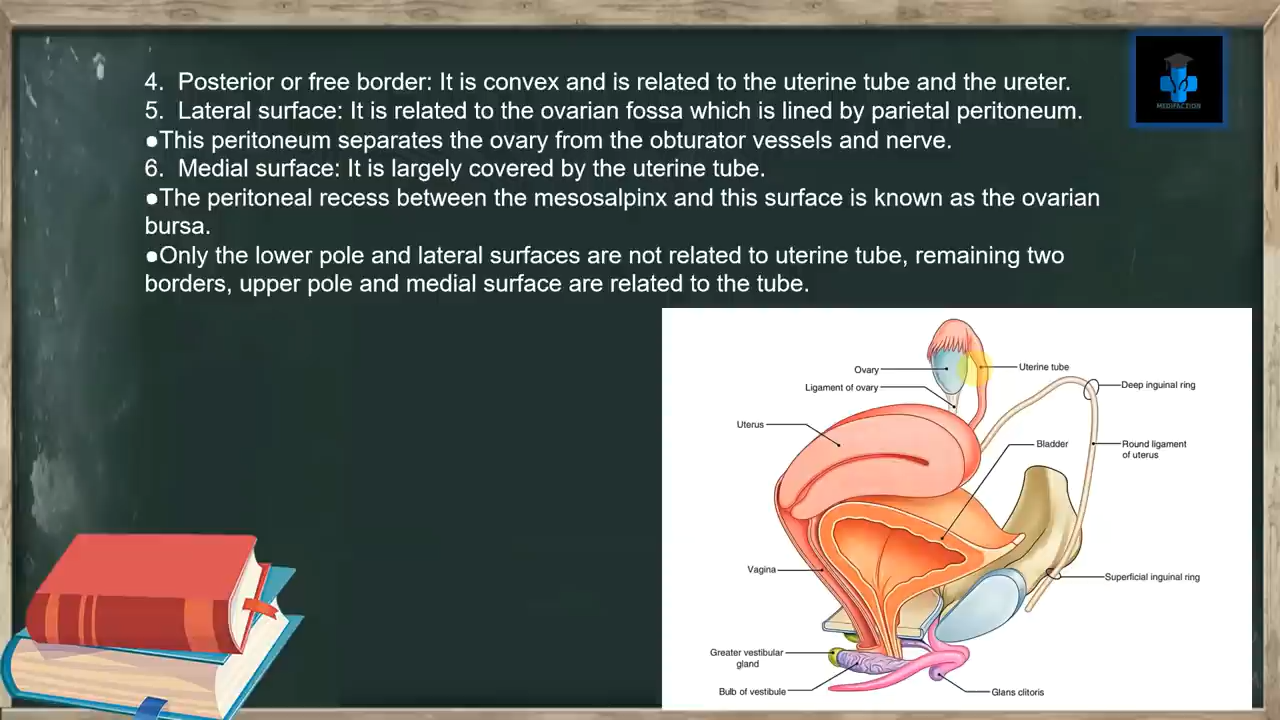 4. Posterior or free border: It is convex and is related to the uterine tube and the ureter.
5. Lateral surface: It is related to the ovarian fossa which is lined by parietal peritoneum.
●This peritoneum separates the ovary from the obturator vessels and nerve.
6. Medial surface: It is largely covered by the uterine tube.
●The peritoneal recess between the mesosalpinx and this surface is known as the ovarian
bursa.
●Only the lower pole and lateral surfaces are not related to uterine tube, remaining two
borders, upper pole and medial surface are related to the tube.
MEDIFACTION
Ovary
Uterine tube
Ligament of ovary
Deep inguinal ring
Uterus
Bladder
Round ligament
of uterus
Vagina
Superficial inguinal ring
Greater vestibular
gland
Bulb of vestibule
Glans clitoris